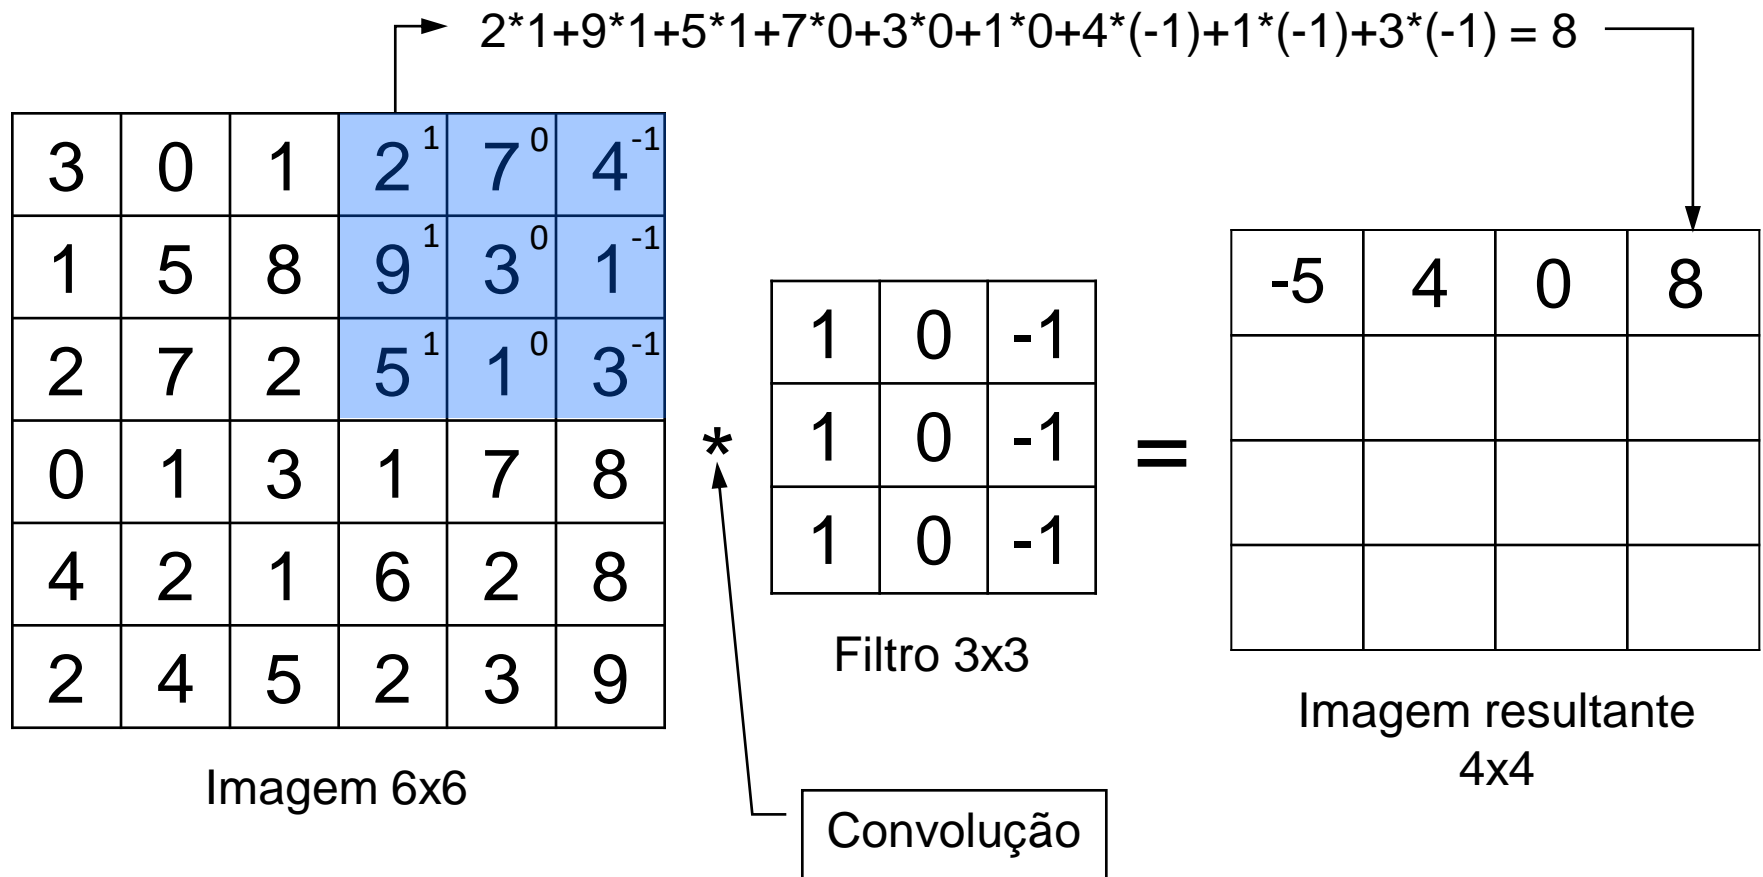 2*1+9*1+5*1+7*0+3*0+1*0+4*(-1)+1*(-1)+3*(-1) = 8
3 0 1 2 1 7 0 4 -1
1 5 8 9 1 3 0 1 -1
2 7 2 5 1 1 0 3 -1
0 1 3 1 7 8
4 2 1 6 2 8
2 4 5 2 3 9
Imagem 6x6
*
1 0 -1
1 0 -1
1 0 -1
Filtro 3x3
Convolução
=
-5 4 0 8
Imagem resultante
4x4